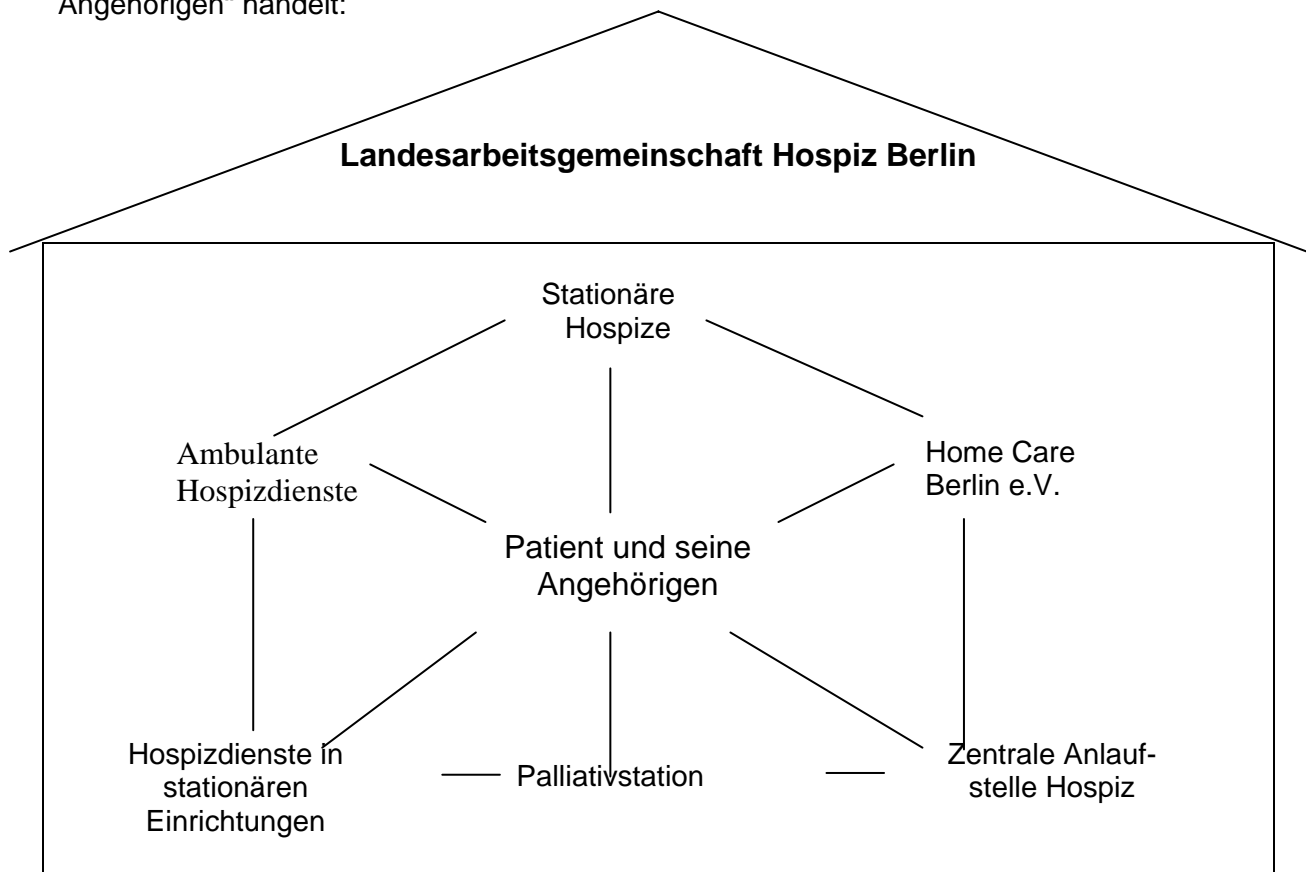 Angehörigen“ handelt:
Landesarbeitsgemeinschaft Hospiz Berlin
Stationäre
Hospize
Ambulante
Hospizdienste
Home Care
Berlin e.V.
Patient und seine
Angehörigen
Hospizdienste in
stationären
Einrichtungen
Palliativstation
Zentrale Anlauf-
stelle Hospiz